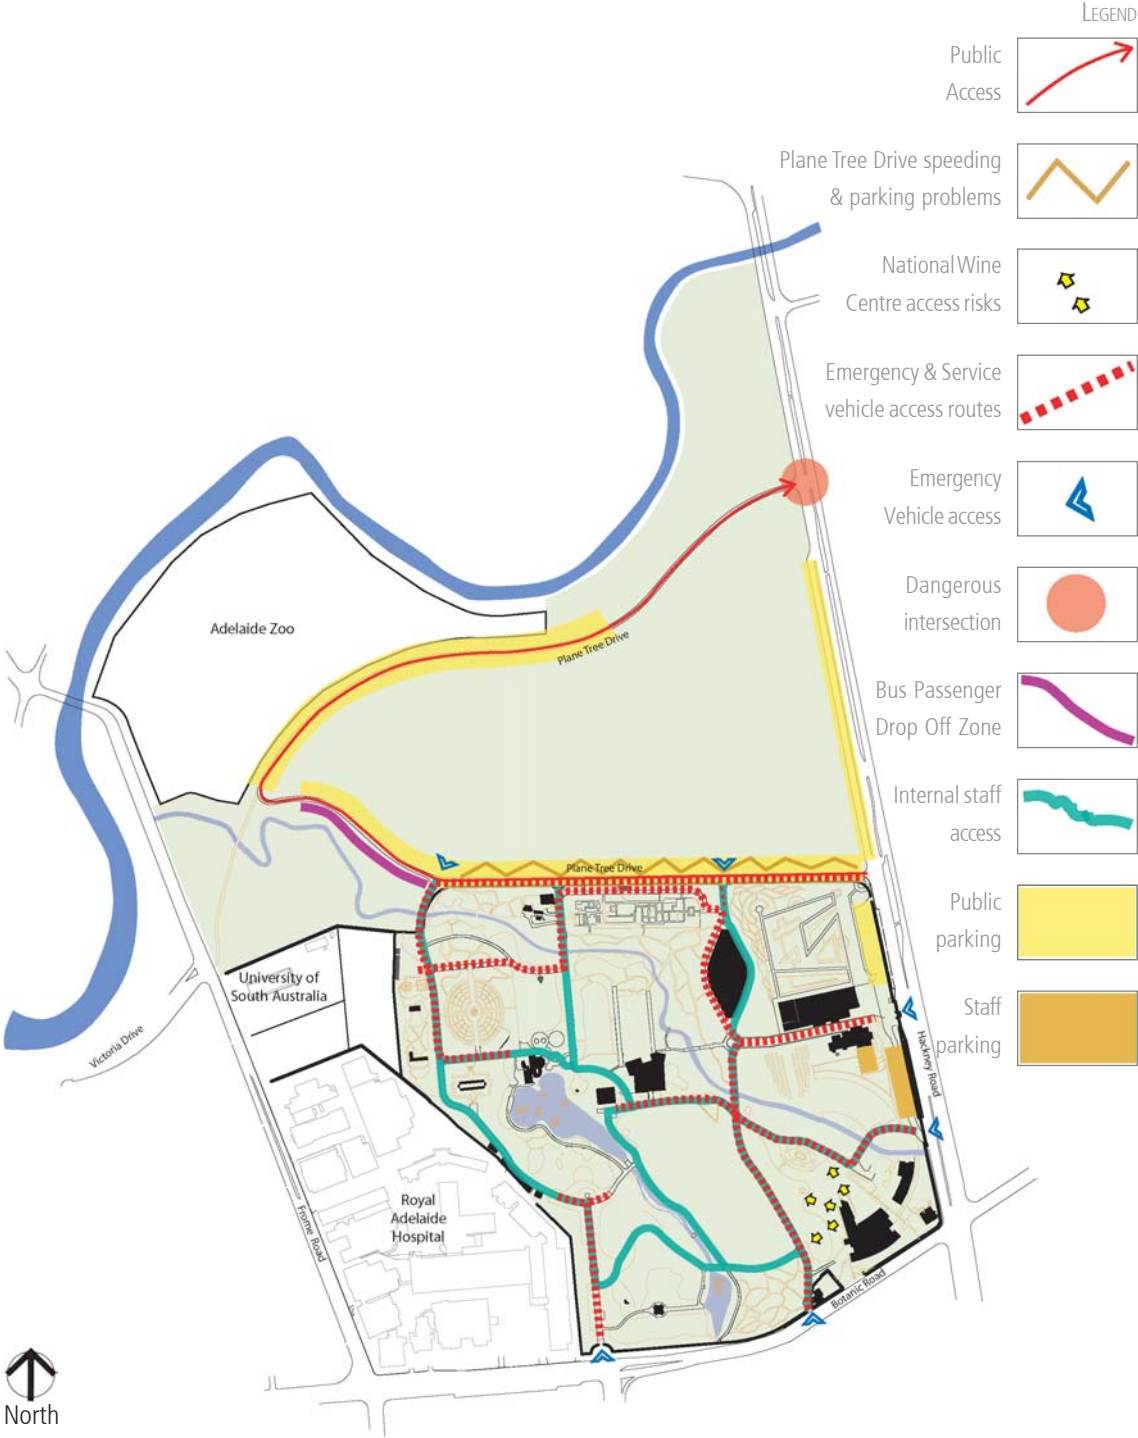 LEGEND
Public
Access
Plane Tree Drive speeding
& parking problems
National Wine
Centre access risks
Emergency & Service
vehicle access routes
Emergency
Vehicle access
Dangerous
intersection
Bus Passenger
Drop Off Zone
Internal staff
access
Public
parking
Staff
parking
Adelaide Zoo
Plane Tree Drive
Plane Tree Drive
University of
South Australia
Victoria Drive
Hackney Road
Royal
Adelaide
Hospital
Frome Road
Botanic Road
North